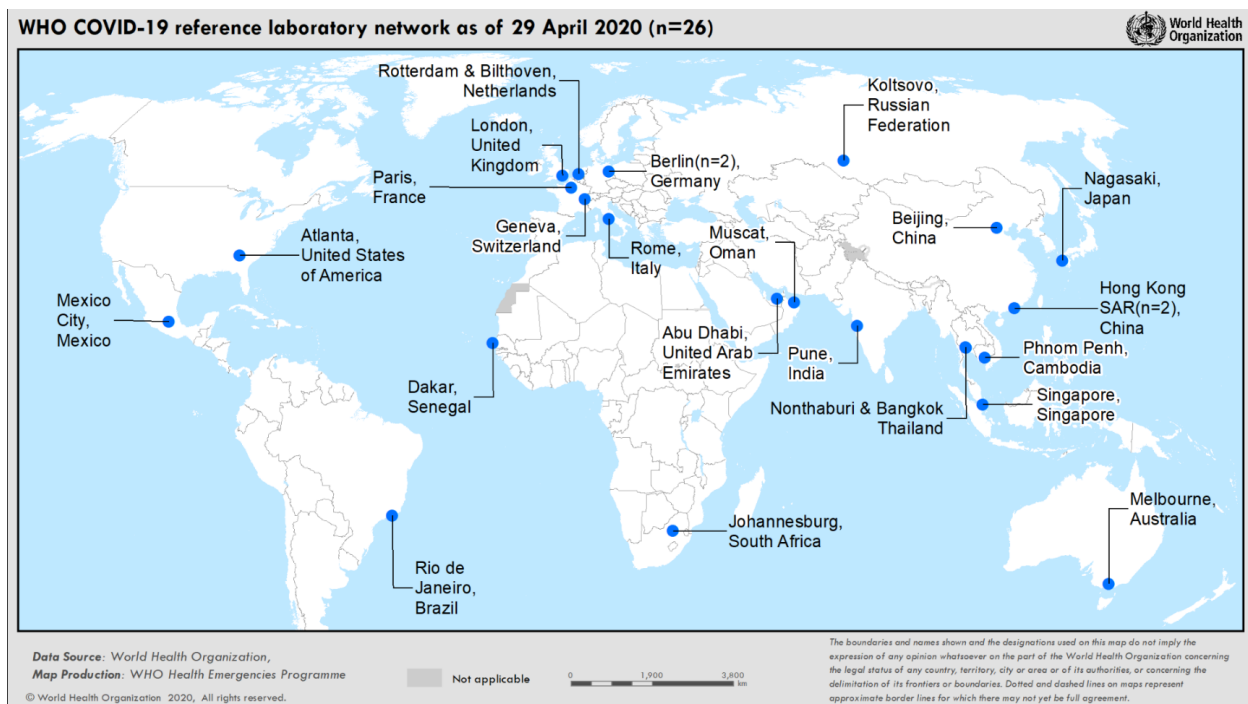 WHO COVID-19 reference laboratory network as of 29 April 2020 (n=26)
World Health
Organization
Rotterdam & Bilthoven,
Netherlands
London,
United
Kingdom
Paris,
France
Geneva,
Switzerland
Berlin(n=2),
Germany
Rome,
Italy
Koltsovo,
Russian
Federation
Nagasaki,
Japan
Beijing,
China
Muscat,
Oman
Atlanta,
United States
of America
Mexico
City,
Mexico
Hong Kong
SAR(n=2),
China
Abu Dhabi,
United Arab
Emirates
Pune,
India
Phnom Penh,
Cambodia
Dakar,
Senegal
Nonthaburi & Bangkok
Thailand
Singapore,
Singapore
Melbourne,
Australia
Johannesburg,
South Africa
Rio de
Janeiro,
Brazil
Data Source: World Health Organization,
Map Production: WHO Health Emergencies Programme
© World Health Organization 2020, All rights reserved.
Not applicable
0 1,900 3,800
km
The boundaries and names shown and the designations used on this map do not imply the
expression of any opinion whatsoever on the part of the World Health Organization concerning
the legal status of any country, territory, city or area or of its authorities, or concerning the
delimitation of its frontiers or boundaries. Dotted and dashed lines on maps represent
approximate border lines for which there may not yet be full agreement.